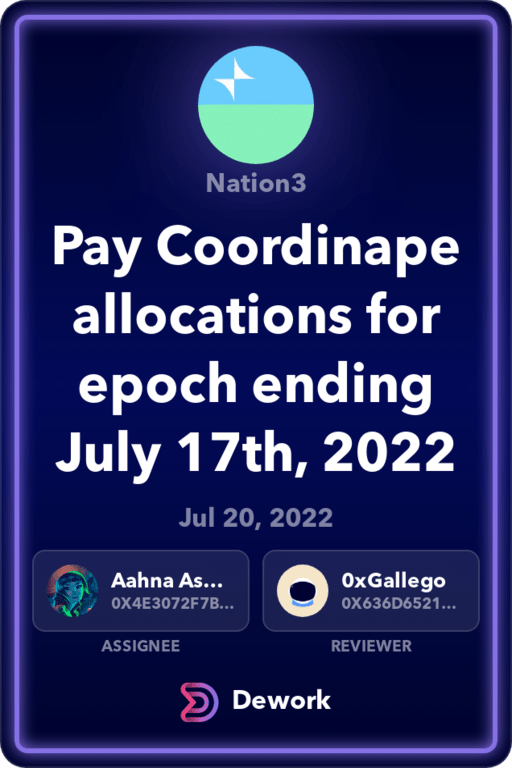 Nation3
Pay Coordinape
allocations for
epoch ending
July 17th, 2022
Jul 20, 2022
Aahna As...
0X4E3072F7B...
ASSIGNEE
0xGallego
0X636D6521...
REVIEWER
Dework